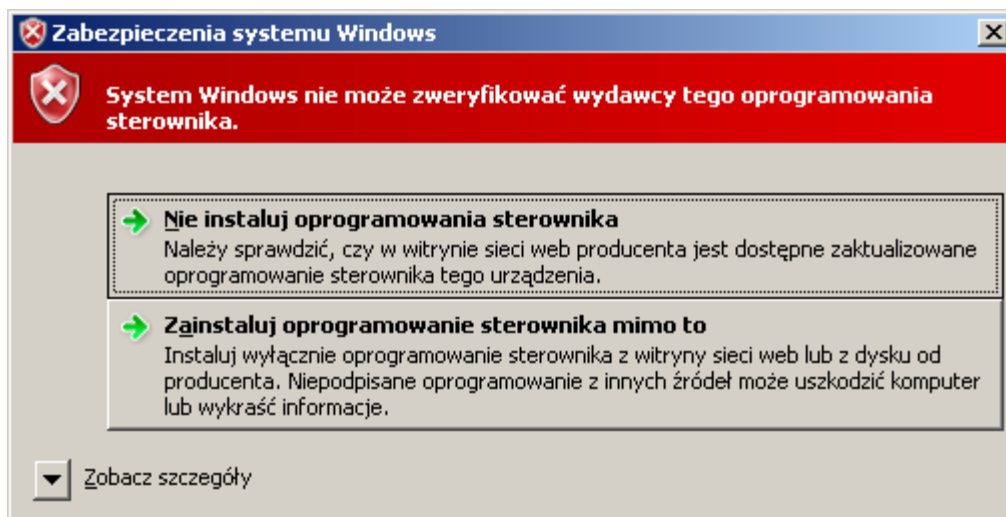 Zabezpieczenia systemu Windows
System Windows nie może zweryfikować wydawcy tego oprogramowania
sterownika.
Nie instaluj oprogramowania sterownika
Należy sprawdzić, czy w witrynie sieci web producenta jest dostępne zaktualizowane
oprogramowanie sterownika tego urządzenia.
Zainstaluj oprogramowanie sterownika mimo to
Instaluj wyłącznie oprogramowanie sterownika z witryny sieci web lub z dysku od
producenta. Niepodpisane oprogramowanie z innych źródeł może uszkodzić komputer
lub wykraść informacje.
Zobacz szczegóły